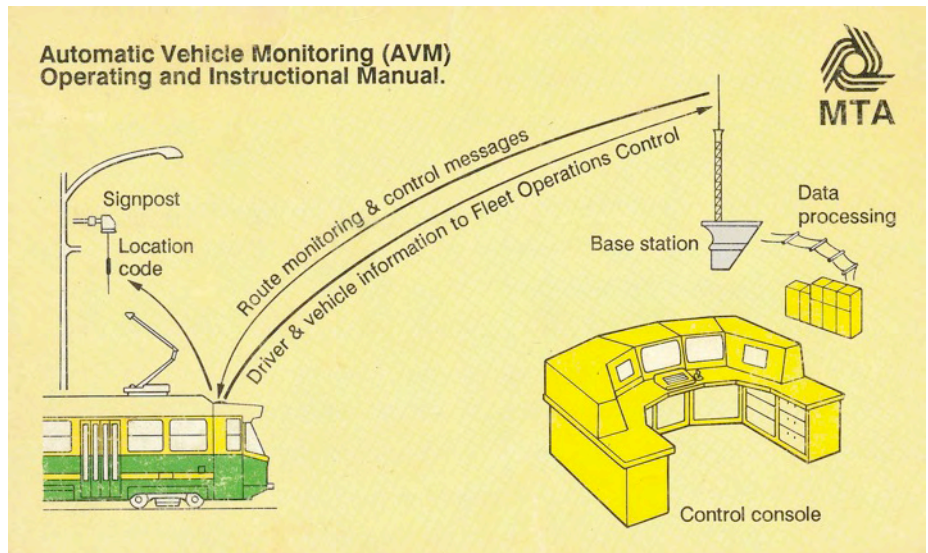 Automatic Vehicle Monitoring (AVM)
Operating and Instructional Manual.
MTA
Signpost
Location
code
Route monitoring & control messages
Driver & vehicle information to Fleet Operations Control
Base station
Data
processing
Control console